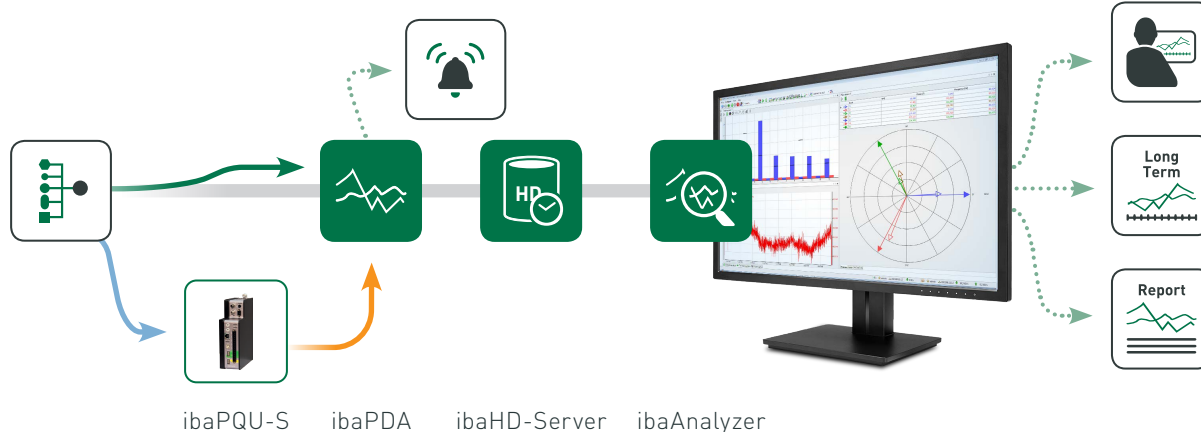 HD
Long
Term
Report
ibaPQU-S
ibaPDA
ibaHD-Server
ibaAnalyzer